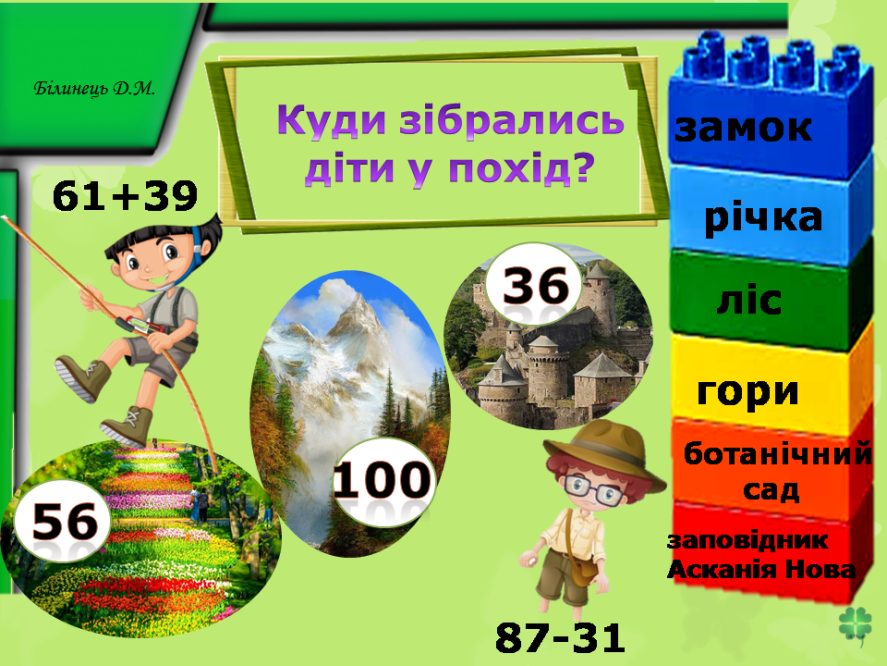 Білинець Д.М.
Куди зібрались
діти у похід?
61+39
36
100
56
87-31
замок
річка
ліс
гори
ботанічний
сад
заповідник
Асканія Нова